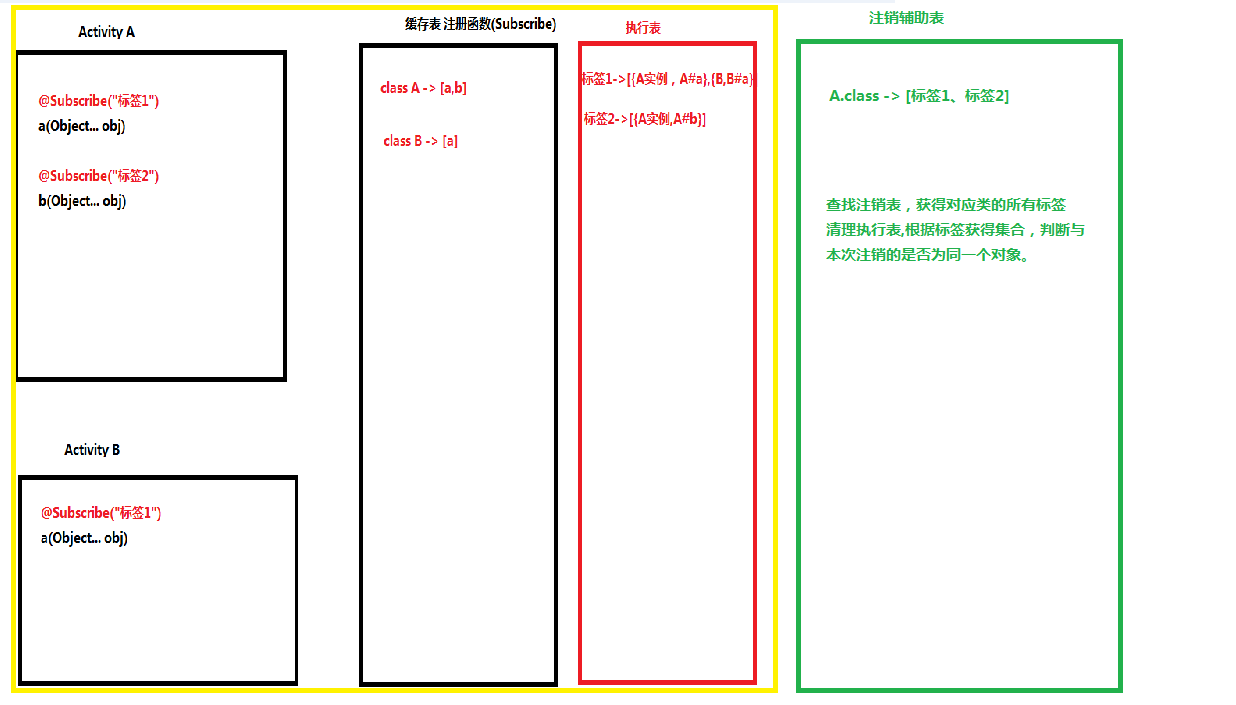 Activity A
@Subscribe("标签1")
a(Object... obj)
@Subscribe("标签2")
b(Object... obj)
Activity B
@Subscribe("标签1")
a(Object... obj)
缓存表 注册函数(Subscribe)
class A -> [a,b]
class B -> [a]
执行表
标签1->[{A实例，A#a},{B,B#a}
标签2->[{A实例,A#b}]
注销辅助表
A.class -> [标签1、标签2]
查找注销表，获得对应类的所有标签
清理执行表,根据标签获得集合，判断与
本次注销的是否为同一个对象。